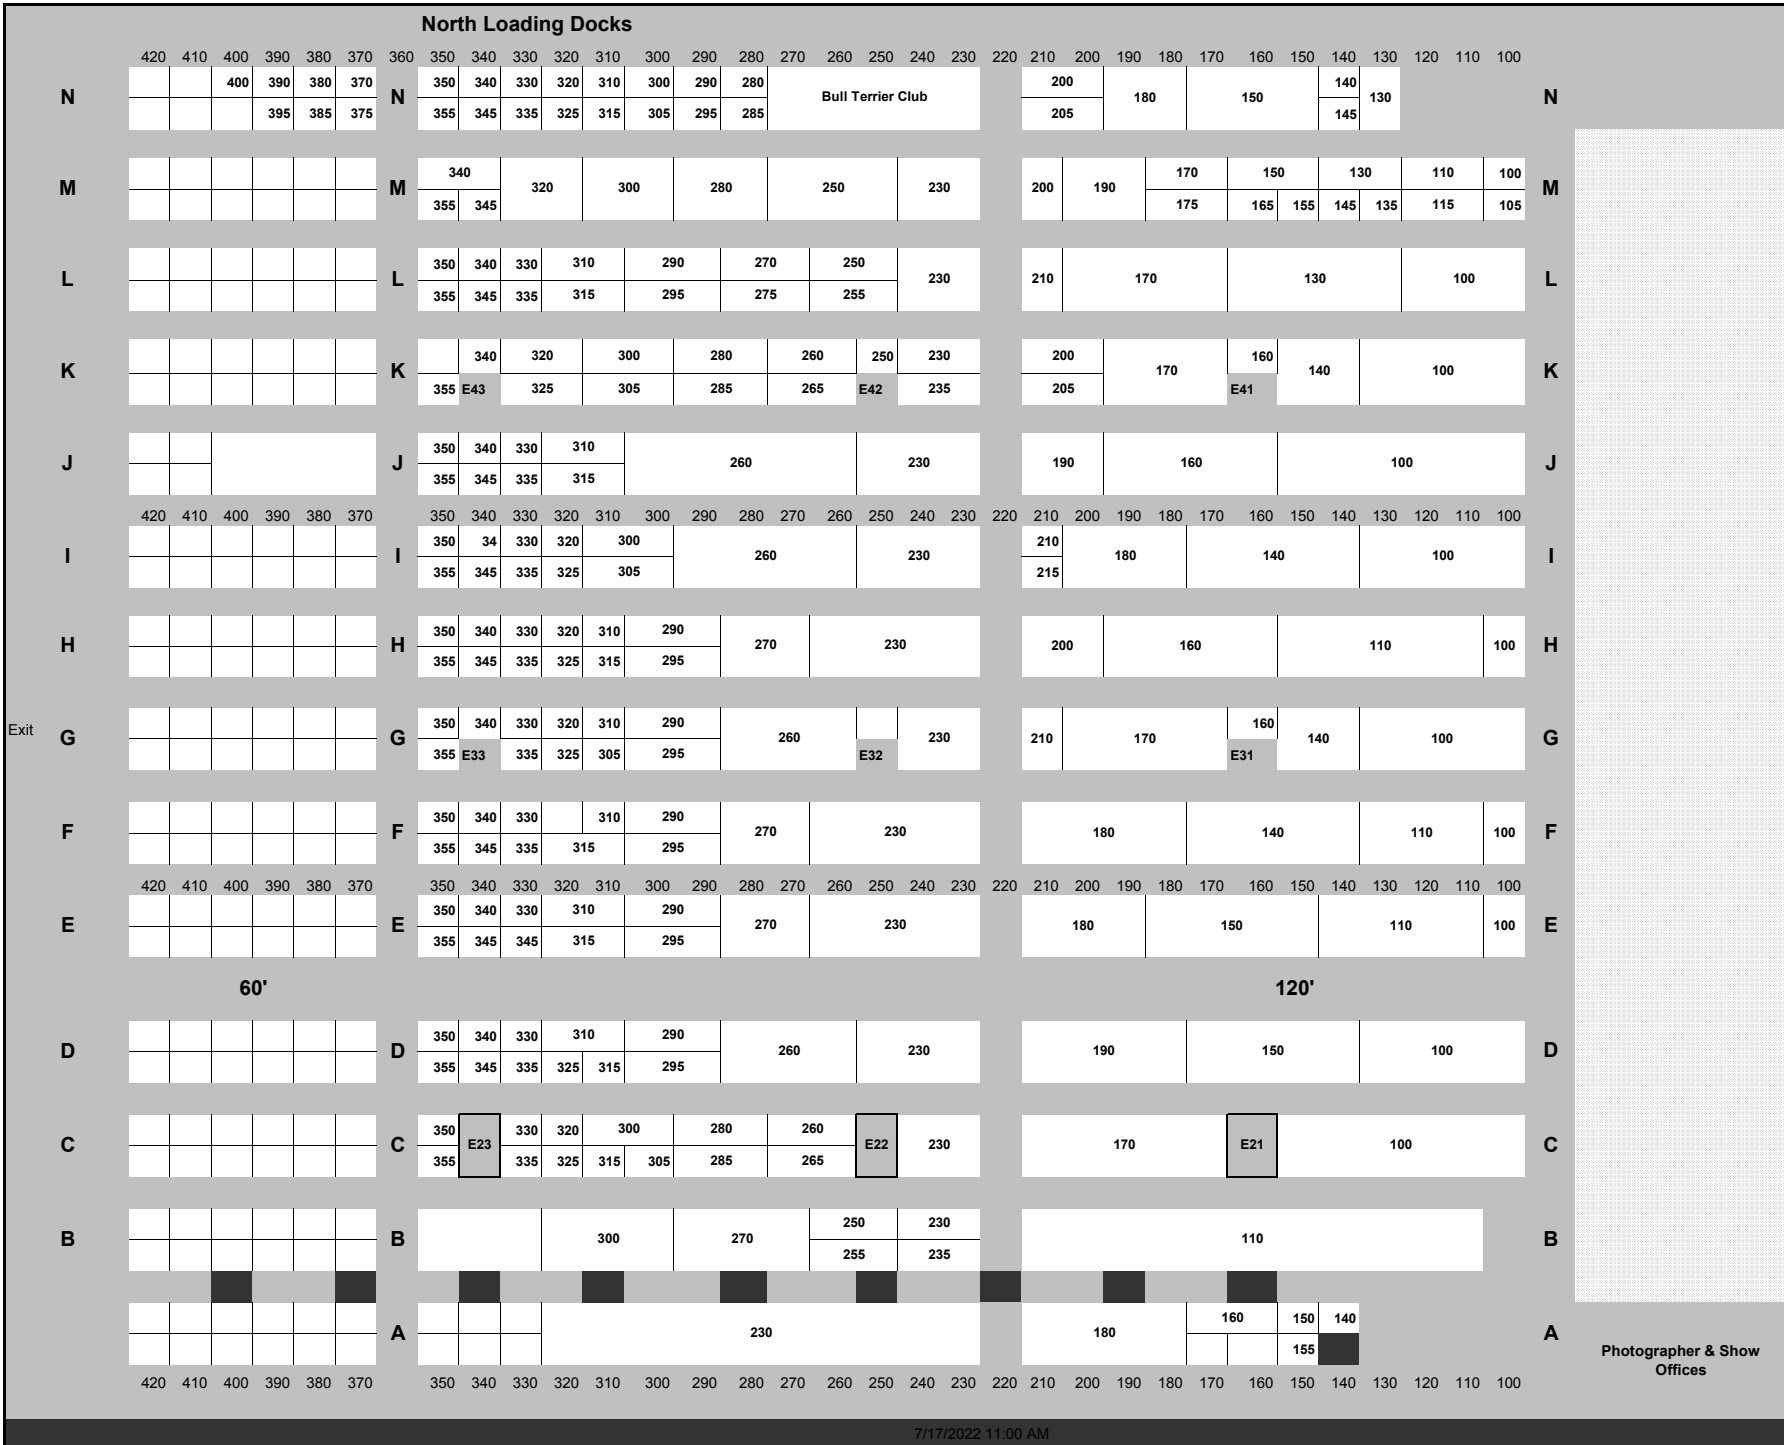 North Loading Docks
420 410 400 390 380 370 360 350 340 330 320 310 300 290 280 270 260 250 240 230 220 210 200 190 180 170 160 150 140 130 120 110 100
400 390 380 370 350 340 330 320 310 300 290 280 200 140
N N Bull Terrier Club 180 150 130 N
395 385 375 355 345 335 325 315 305 295 285 205 145
340 170 150 130 110 100
M M 320 300 280 250 230 200 190 M
355 345 175 165 155 145 135 115 105
350 340 330 310 290 270 250
L L 230 210 170 130 100 L
355 345 335 315 295 275 255
340 320 300 280 260 250 230 200 160
K K 170 140 100 K
355 E43 325 305 285 265 E42 235 205 E41
350 340 330 310
J J 260 230 190 160 100 J
355 345 335 315
420 410 400 390 380 370 350 340 330 320 310 300 290 280 270 260 250 240 230 220 210 200 190 180 170 160 150 140 130 120 110 100
350 34 330 320 300 210
I I 260 230 180 140 100 I
355 345 335 325 305 215
350 340 330 320 310 290
H H 270 230 200 160 110 100 H
355 345 335 325 315 295
350 340 330 320 310 290 160
Exit G G 260 230 210 170 140 100 G
355 E33 335 325 305 295 E32 E31
350 340 330 310 290
F F 270 230 180 140 110 100 F
355 345 335 315 295
420 410 400 390 380 370 350 340 330 320 310 300 290 280 270 260 250 240 230 220 210 200 190 180 170 160 150 140 130 120 110 100
350 340 330 310 290
E E 270 230 180 150 110 100 E
355 345 345 315 295
60' 120'
350 340 330 310 290
D D 260 230 190 150 100 D
355 345 335 325 315 295
350 330 320 300 280 260
C C E23 E22 230 170 E21 100 C
355 335 325 315 305 285 265
250 230
B B 300 270 110 B
255 235
160 150 140
A 230 180 A
155
Photographer & Show
Offices
420 410 400 390 380 370 350 340 330 320 310 300 290 280 270 260 250 240 230 220 210 200 190 180 170 160 150 140 130 120 110 100
7/17/2022 11:00 AM